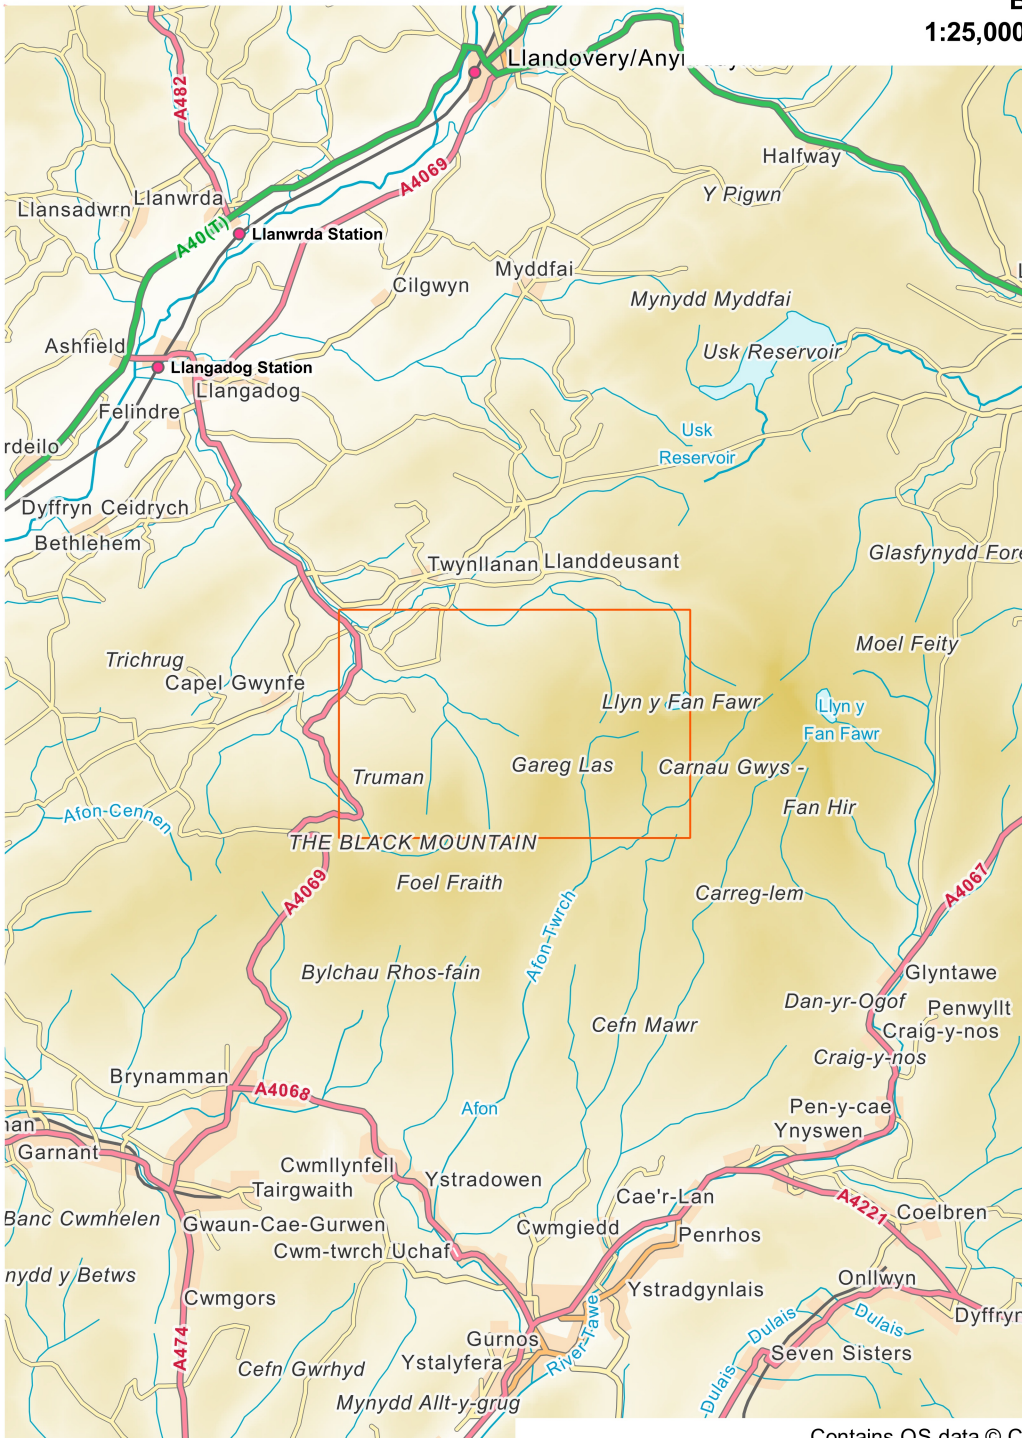 1:25,000
A482
Halfway
A4069
Y Pigwn
Llanwrda
Llansadwrn
A40(T)
Llanwrda Station
Myddfai
Cilgwyn
Mynydd Myddfai
Ashfield
Usk Reservoir
Llangadog Station
Llangadog
Felindre
Usk
Reservoir
rdeilo
Dyffryn Ceidrych
Bethlehem
Glasfynydd Fore
Twynllanan
Llanddeusant
Moel Feity
Trichrug
Capel Gwynfe
Llyn y Fan Fawr
Llyn y
Fan Fawr
Gareg Las
Carnau Gwys -
Truman
Fan Hir
Afon-Cennen
THE BLACK MOUNTAIN
Foel Fraith
A4069
Carreg-lem
A4067
Afon-Twrch
Bylchau Rhos-fain
Glyntawe
Dan-yr-Ogof
Penwyllt
Cefn Mawr
Craig-y-nos
Craig-y-nos
Brynamman
A4068
Afon
Pen-y-cae
nan
Ynyswen
Garnant
Cwmllynfell
Tairgwaith
Ystradowen
Cae'r-Lan
A4221
Banc Cwmhelen
Gwaun-Cae-Gurwen
Cwmgiedd
Coelbren
Penrhos
Cwm-twrch Uchaf
nydd y Betws
Onllwyn
Ystradgynlais
Cwmgors
Dyffryn
Dulais
Dulais
Gurnos
River-Tawe
A474
Seven Sisters
Ystalyfera
Cefn Gwrhyd
-Dulais
Mynydd Allt-y-grug